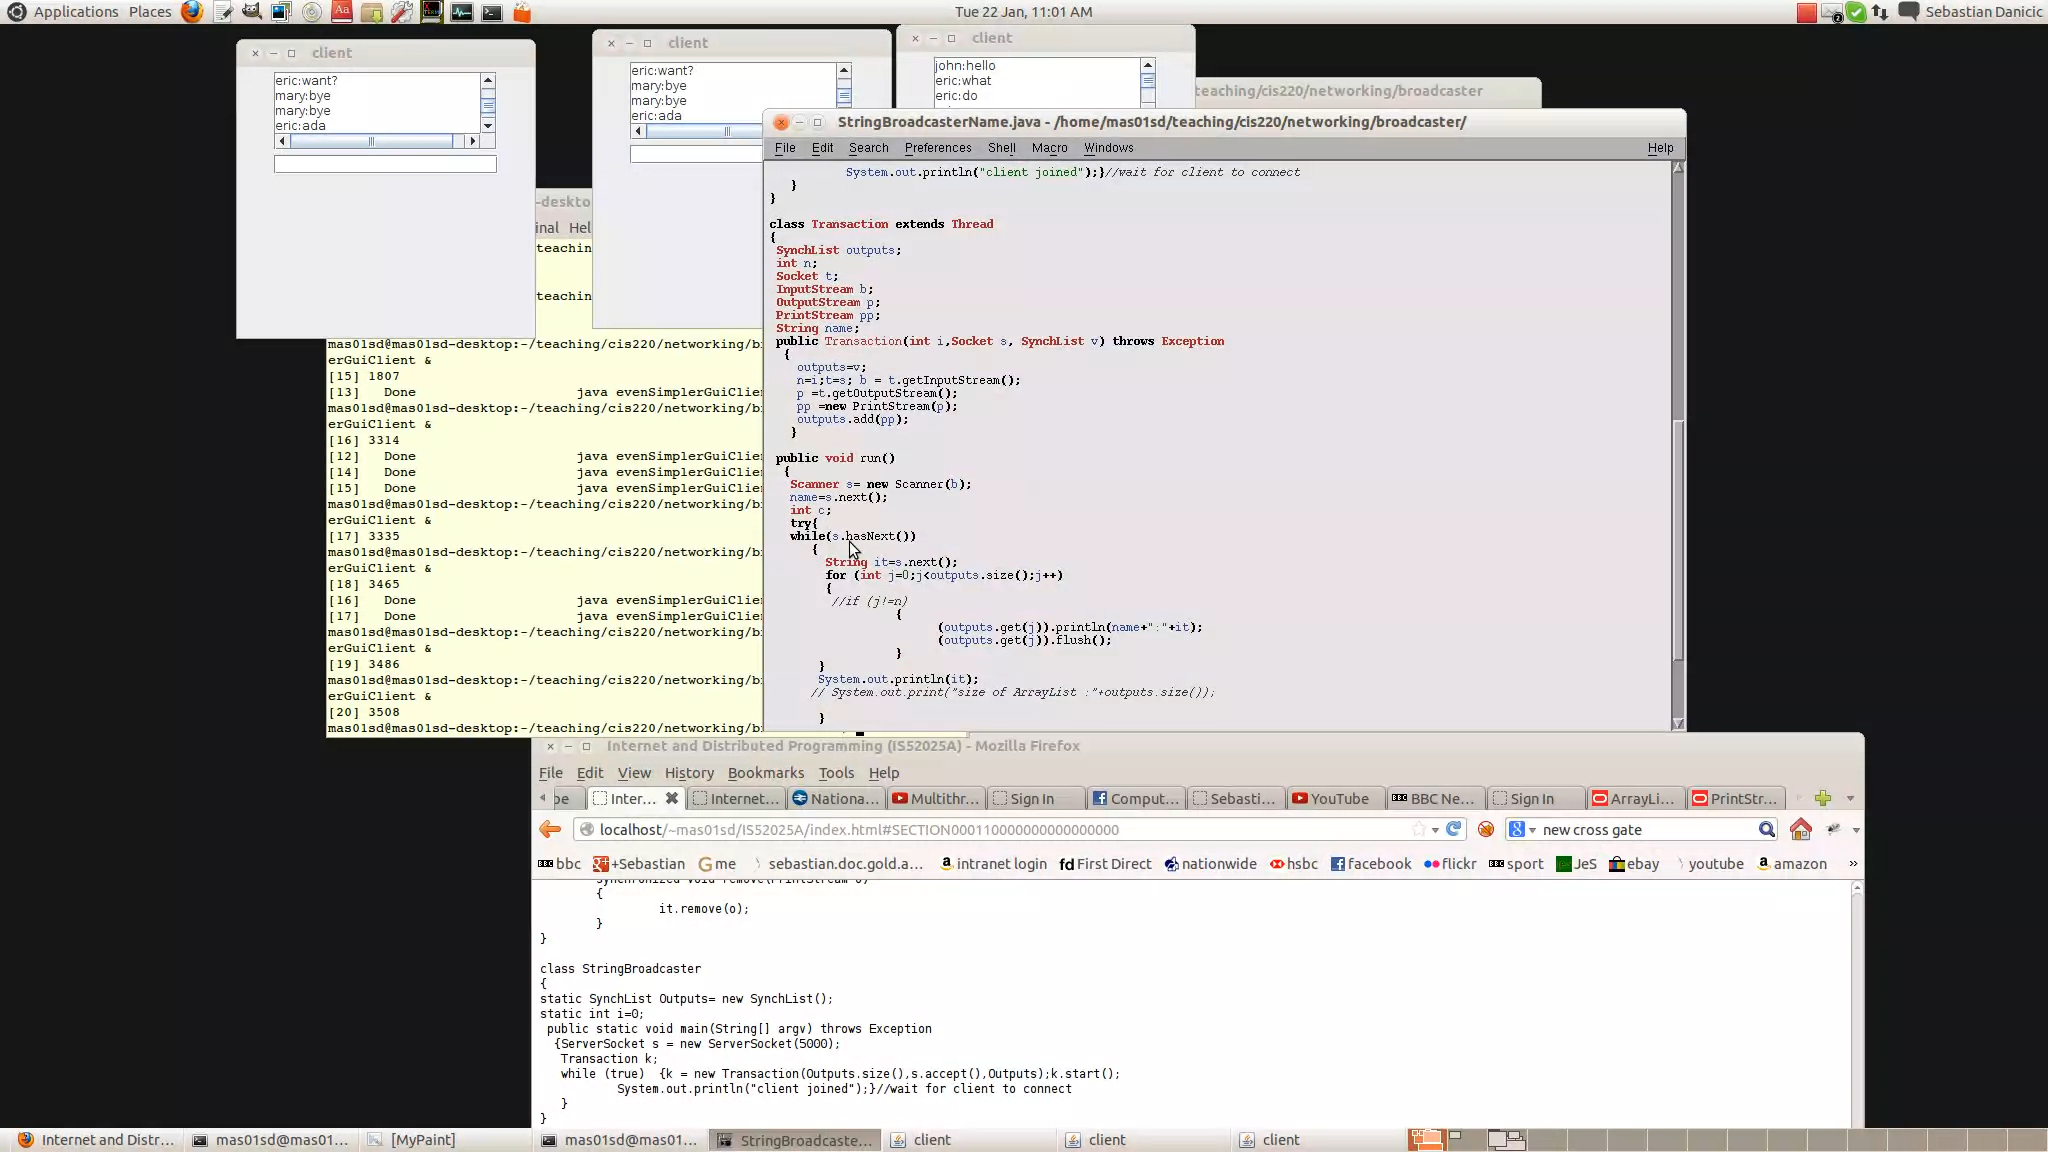 Applications Places
Tue 22 Jan, 11:01 AM
Sebastian Danicic
client
eric:want?
mary:bye
mary:bye
eric:ada
client
eric:want?
mary:bye
mary:bye
eric:ada
client
john:hello
eric:what
eric:do
teaching/cis220/networking/broadcaster
StringBroadcasterName.java - /home/mas01sd/teaching/cis220/networking/broadcaster/
File Edit Search Preferences Shell Macro Windows Help
System.out.println("client joined");}//wait for client to connect
}
}
class Transaction extends Thread
{
SynchList outputs;
int n;
Socket t;
InputStream b;
OutputStream p;
PrintStream pp;
String name;
public Transaction(int i,Socket s, SynchList v) throws Exception
{
outputs=v;
n=i;t=s; b = t.getInputStream();
p =t.getOutputStream();
pp =new PrintStream(p);
outputs.add(pp);
}
public void run()
{
Scanner s= new Scanner(b);
name=s.next();
int c;
try{
while(s.hasNext())
{
String it=s.next();
for (int j=0;j<outputs.size();j++)
{
//if (j!=n)
{
(outputs.get(j)).println(name+":"+it);
(outputs.get(j)).flush();
}
}
System.out.println(it);
// System.out.print("size of ArrayList :"+outputs.size());
}
-deskto
inal Hel
teachin
teachin
mas01sd@mas01sd-desktop:~/teaching/cis220/networking/b
erGuiClient &
[15] 1807
[13] Done java evenSimplerGuiClie
mas01sd@mas01sd-desktop:~/teaching/cis220/networking/b
erGuiClient &
[16] 3314
[12] Done java evenSimplerGuiClie
[14] Done java evenSimplerGuiClie
[15] Done java evenSimplerGuiClie
mas01sd@mas01sd-desktop:~/teaching/cis220/networking/b
erGuiClient &
[17] 3335
mas01sd@mas01sd-desktop:~/teaching/cis220/networking/b
erGuiClient &
[18] 3465
[16] Done java evenSimplerGuiClie
[17] Done java evenSimplerGuiClie
mas01sd@mas01sd-desktop:~/teaching/cis220/networking/b
erGuiClient &
[19] 3486
mas01sd@mas01sd-desktop:~/teaching/cis220/networking/b
erGuiClient &
[20] 3508
mas01sd@mas01sd-desktop:~/teaching/cis220/networking/b
Internet and Distributed Programming (IS52025A) - Mozilla Firefox
File Edit View History Bookmarks Tools Help
be Inter... Internet... Nationa... Multithr... Sign In Comput... Sebasti... YouTube BBC Ne... Sign In ArrayLi... PrintStr...
localhost/~mas01sd/IS52025A/index.html#SECTION000110000000000000000 new cross gate
bbc +Sebastian me sebastian.doc.gold.a... intranet login First Direct nationwide hsbc facebook flickr sport JeS ebay youtube amazon »
synchronized void remove(PrintStream o)
{
it.remove(o);
}
}
class StringBroadcaster
{
static SynchList Outputs= new SynchList();
static int i=0;
public static void main(String[] argv) throws Exception
{ServerSocket s = new ServerSocket(5000);
Transaction k;
while (true) {k = new Transaction(Outputs.size(),s.accept(),Outputs);k.start();
System.out.println("client joined");}//wait for client to connect
}
}
Internet and Distr... mas01sd@mas01... [MyPaint] mas01sd@mas01... StringBroadcaste... client client client